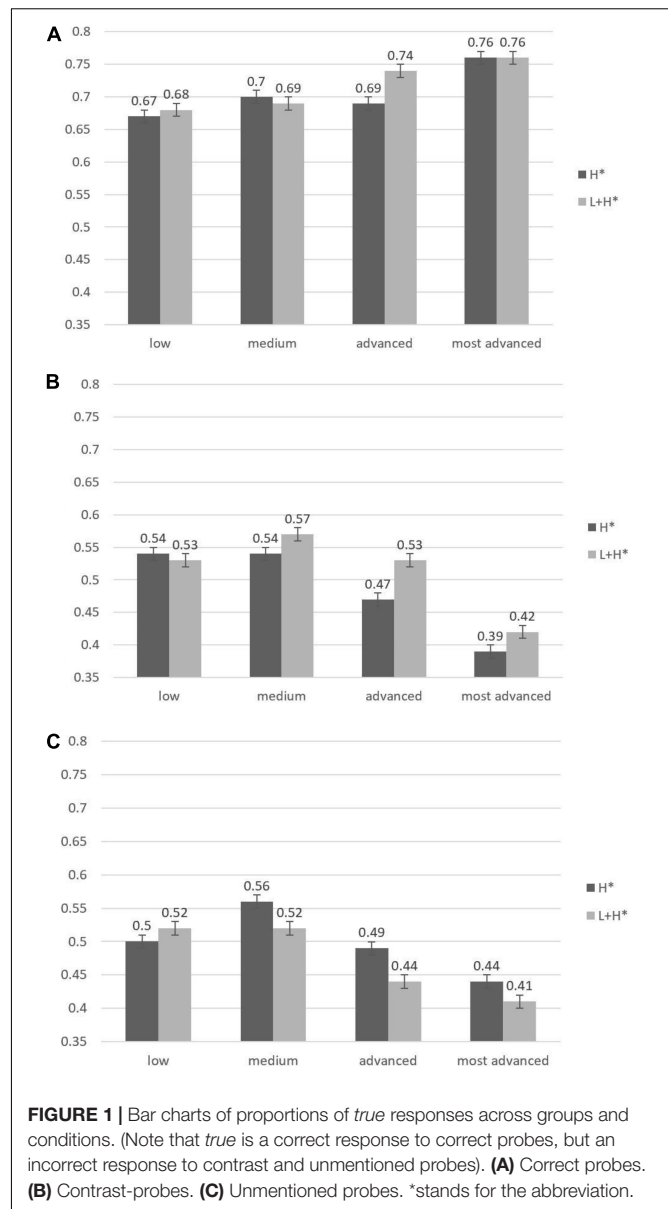 A
0.8
0.75
0.7
0.65
0.6
0.55
0.5
0.45
0.4
0.35
0.67 0.68
0.7 0.69
0.69 0.74
0.76 0.76
low medium advanced most advanced
H*
L+H*
B
0.8
0.75
0.7
0.65
0.6
0.55
0.5
0.45
0.4
0.35
0.54 0.53
0.54 0.57
0.47 0.53
0.39 0.42
low medium advanced most advanced
H*
L+H*
C
0.8
0.75
0.7
0.65
0.6
0.55
0.5
0.45
0.4
0.35
0.5 0.52
0.56 0.52
0.49 0.44
0.44 0.41
low medium advanced most advanced
H*
L+H*
FIGURE 1 | Bar charts of proportions of true responses across groups and
conditions. (Note that true is a correct response to correct probes, but an
incorrect response to contrast and unmentioned probes). (A) Correct probes.
(B) Contrast-probes. (C) Unmentioned probes. *stands for the abbreviation.